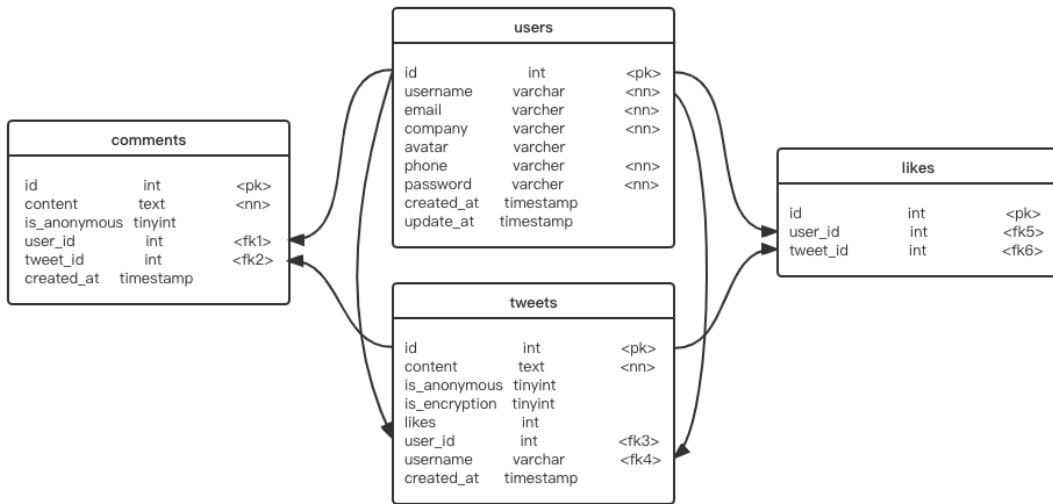 users
id int <pk>
username varchar <nn>
email varcher <nn>
company varcher <nn>
avatar varcher
phone varcher <nn>
password varcher <nn>
created_at timestamp
update_at timestamp
comments
id int <pk>
content text <nn>
is_anonymous tinyint
user_id int <fk1>
tweet_id int <fk2>
created_at timestamp
likes
id int <pk>
user_id int <fk5>
tweet_id int <fk6>
tweets
id int <pk>
content text <nn>
is_anonymous tinyint
is_encryption tinyint
likes int
user_id int <fk3>
username varchar <fk4>
created_at timestamp